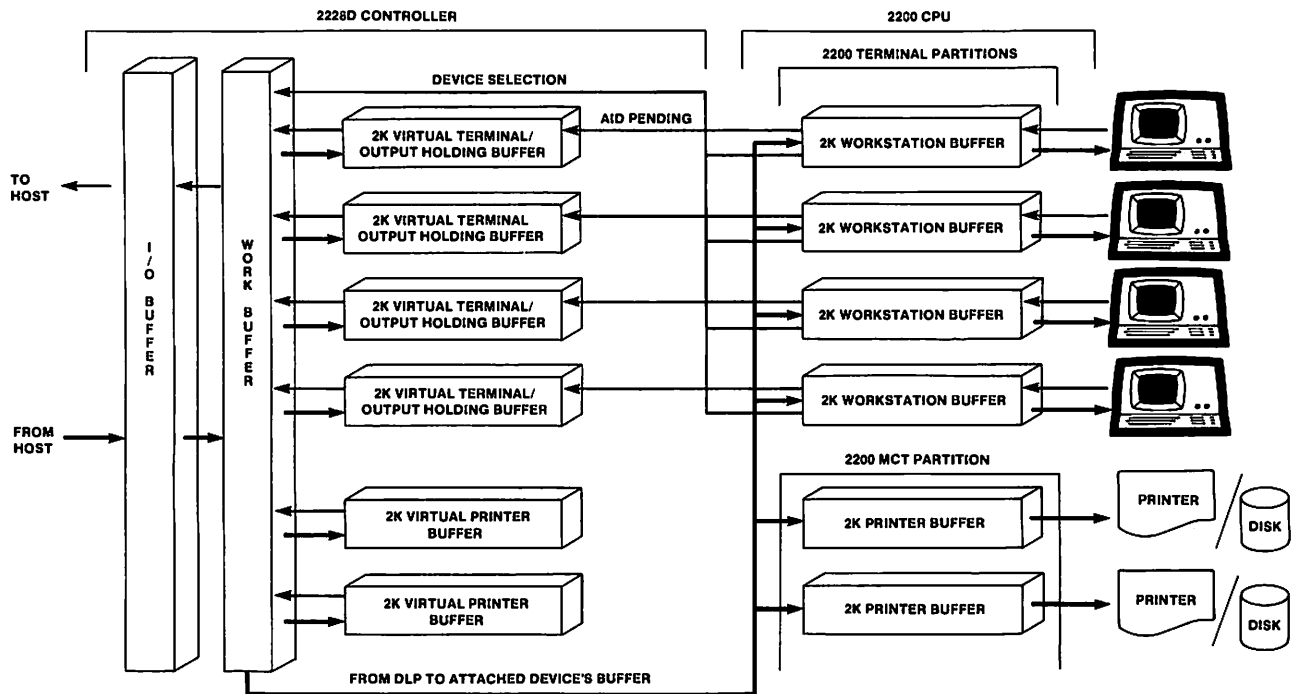 2228D CONTROLLER
2200 CPU
2200 TERMINAL PARTITIONS
DEVICE SELECTION
AID PENDING
2K VIRTUAL TERMINAL/
OUTPUT HOLDING BUFFER
2K WORKSTATION BUFFER
TO
HOST
2K VIRTUAL TERMINAL
OUTPUT HOLDING BUFFER
2K WORKSTATION BUFFER
I/O BUFFER
WORK BUFFER
2K VIRTUAL TERMINAL/
OUTPUT HOLDING BUFFER
2K WORKSTATION BUFFER
2K VIRTUAL TERMINAL/
OUTPUT HOLDING BUFFER
2K WORKSTATION BUFFER
FROM
HOST
2200 MCT PARTITION
2K VIRTUAL PRINTER
BUFFER
2K PRINTER BUFFER
PRINTER
DISK
2K VIRTUAL PRINTER
BUFFER
2K PRINTER BUFFER
PRINTER
DISK
FROM DLP TO ATTACHED DEVICE'S BUFFER